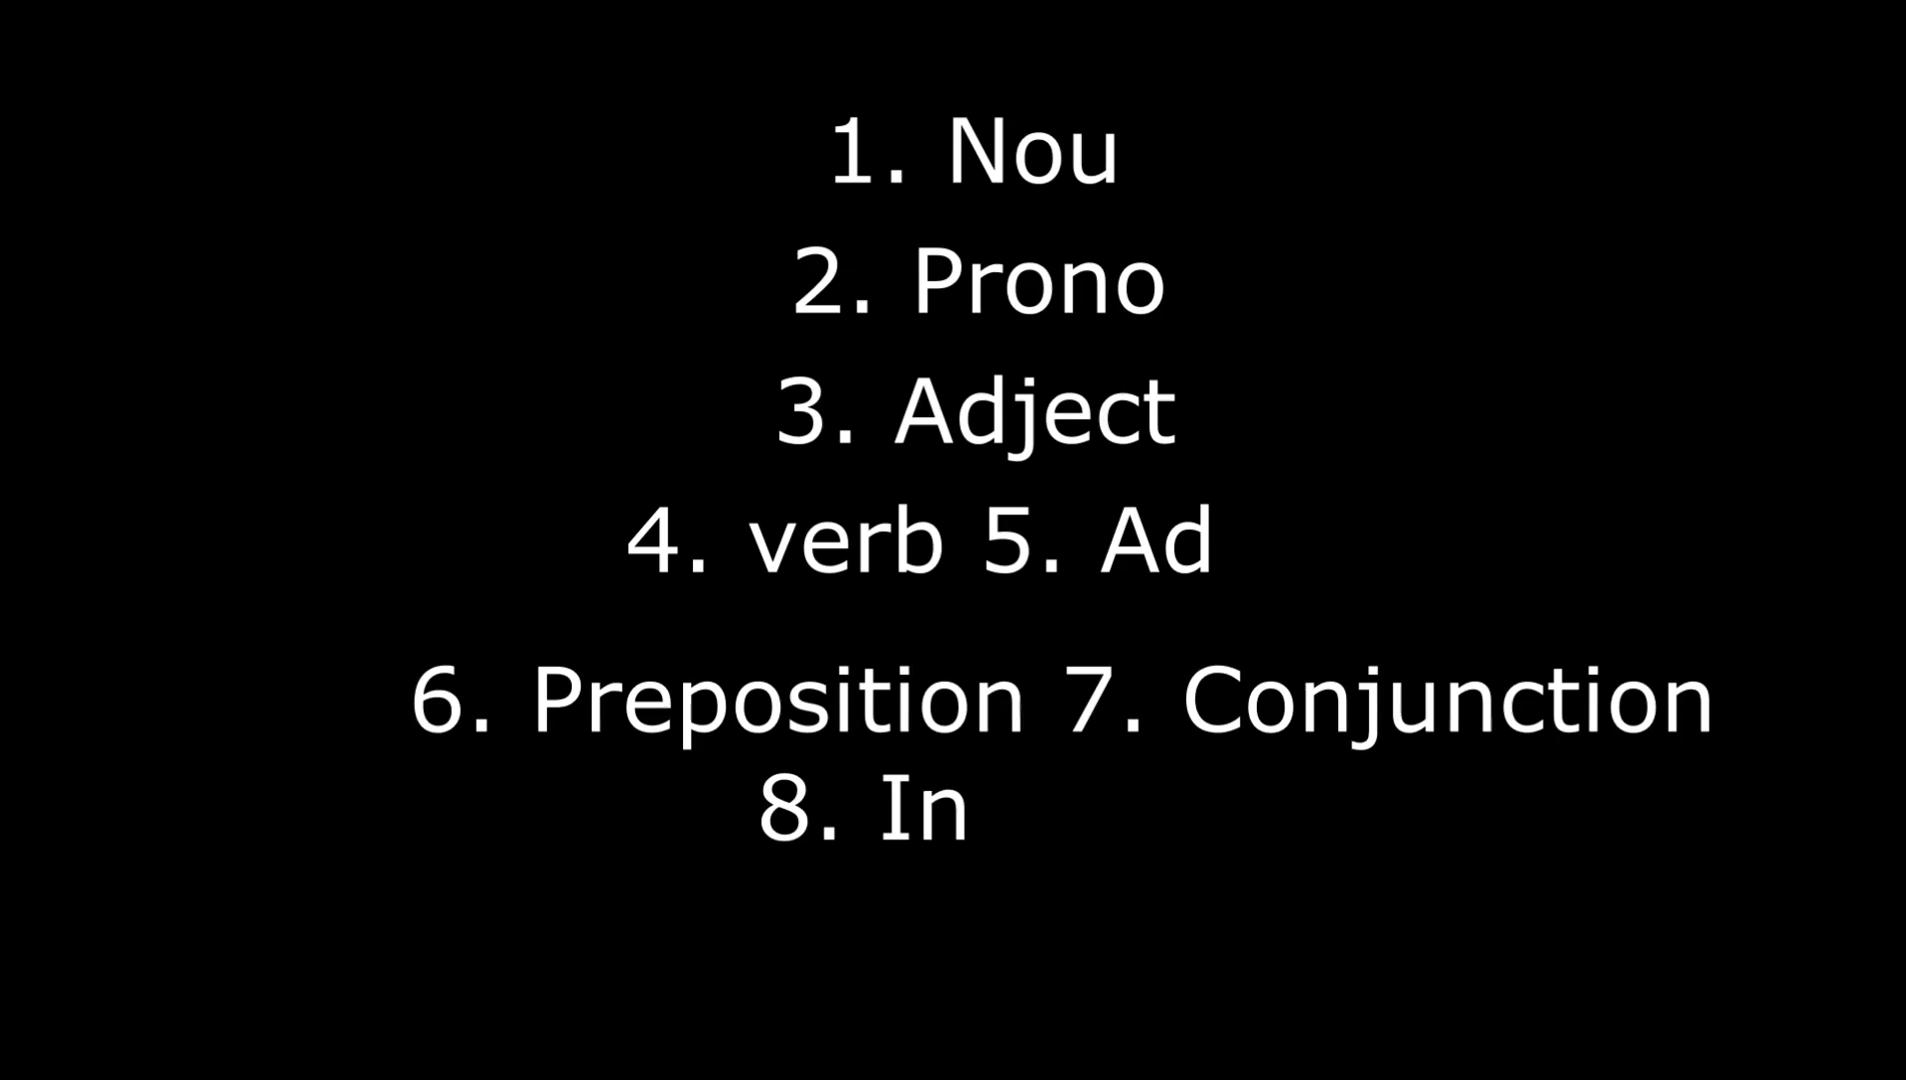 1. Nou
2. Prono
3. Adject
4. verb 5. Ad
6. Preposition 7. Conjunction
8. In